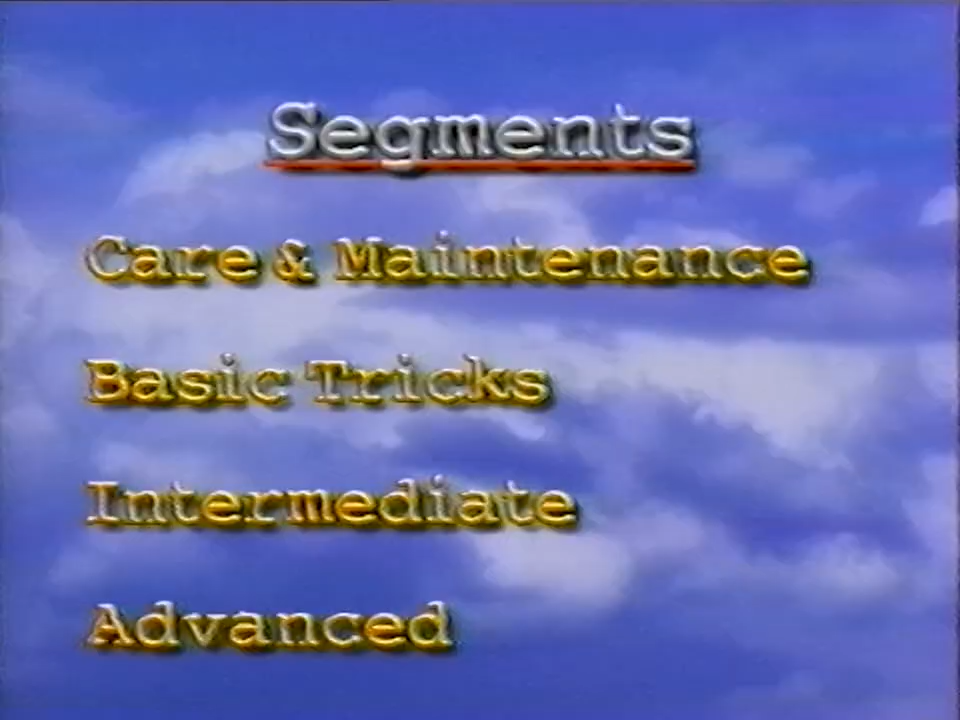 Segments
Care & Maintenance
Basic Tricks
Intermediate
Advanced